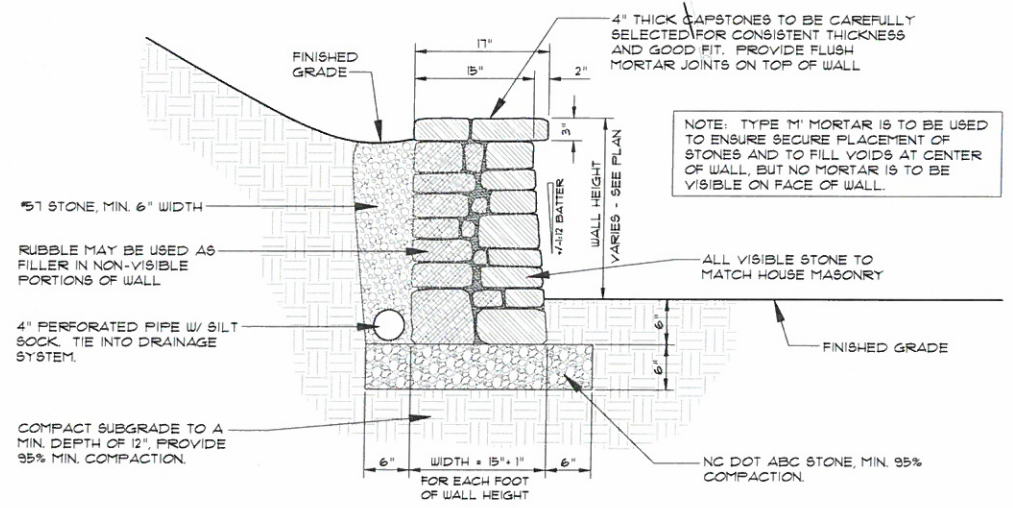 4" THICK CAPSTONES TO BE CAREFULLY
SELECTED FOR CONSISTENT THICKNESS
AND GOOD FIT. PROVIDE FLUSH
MORTAR JOINTS ON TOP OF WALL
17"
15"
2"
FINISHED
GRADE
3"
NOTE: TYPE 'M' MORTAR IS TO BE USED
TO ENSURE SECURE PLACEMENT OF
STONES AND TO FILL VOIDS AT CENTER
OF WALL, BUT NO MORTAR IS TO BE
VISIBLE ON FACE OF WALL.
WALL HEIGHT
VARIES - SEE PLAN
+/-1:12 BATTER
#57 STONE, MIN. 6" WIDTH
RUBBLE MAY BE USED AS
FILLER IN NON-VISIBLE
PORTIONS OF WALL
ALL VISIBLE STONE TO
MATCH HOUSE MASONRY
4" PERFORATED PIPE W/ SILT
SOCK. TIE INTO DRAINAGE
SYSTEM.
6"
6"
FINISHED GRADE
COMPACT SUBGRADE TO A
MIN. DEPTH OF 12", PROVIDE
95% MIN. COMPACTION.
6"
WIDTH = 15"+ 1"
FOR EACH FOOT
OF WALL HEIGHT
6"
NC DOT ABC STONE, MIN. 95%
COMPACTION.